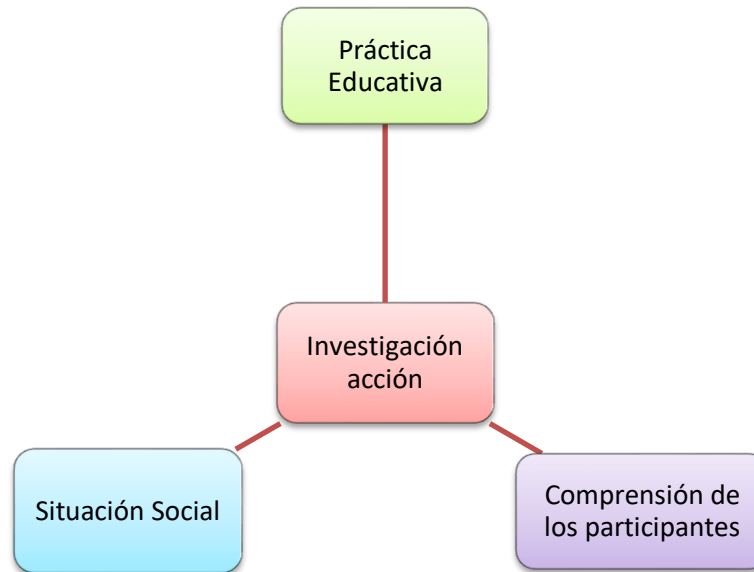 Práctica
Educativa
Investigación
acción
Situación Social
Comprensión de
los participantes